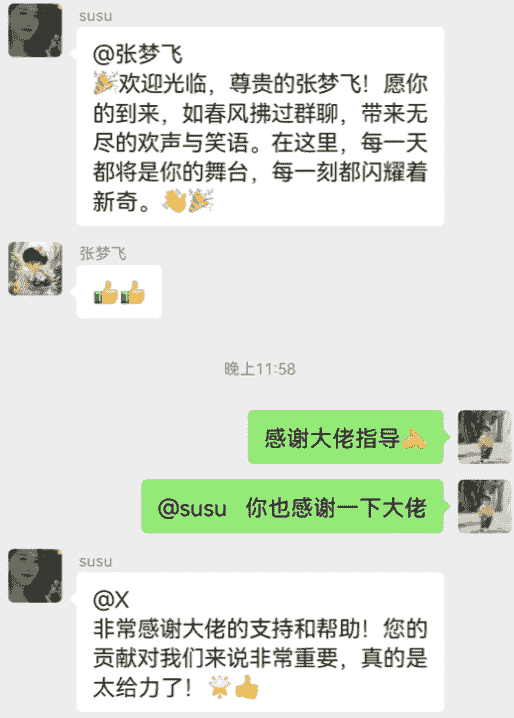 susu
@张梦飞
🎉欢迎光临，尊贵的张梦飞！愿你
的到来，如春风拂过群聊，带来无
尽的欢声与笑语。在这里，每一天
都将是你的舞台，每一刻都闪耀着
新奇。👏🎉
张梦飞
👍👍
晚上11:58
感谢大佬指导🙏
@susu 你也感谢一下大佬
susu
@X
非常感谢大佬的支持和帮助！您的
贡献对我们来说非常重要，真的是
太给力了！🌟👍